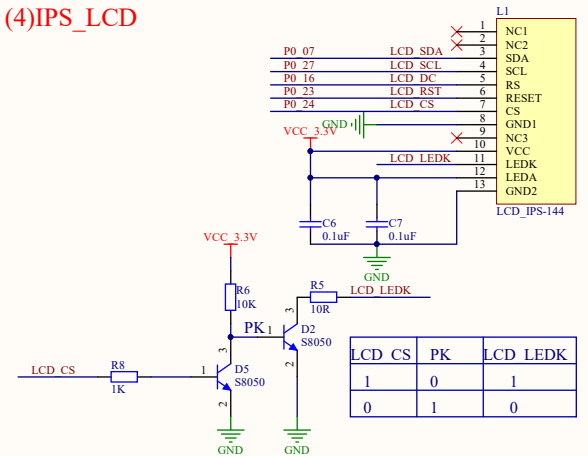 (4)IPS_LCD
L1
1 NC1
2 NC2
P0_07 LCD_SDA 3 SDA
P0_27 LCD_SCL 4 SCL
P0_16 LCD_DC 5 RS
P0_23 LCD_RST 6 RESET
P0_24 LCD_CS 7 CS
GND 8 GND1
VCC_3.3V 9 NC3
10 VCC
LCD_LEDK 11 LEDK
12 LEDA
13 GND2
LCD_IPS-144
C6 C7
0.1uF 0.1uF
GND
VCC_3.3V
R6
10K
R5 LCD_LEDK
10R
3
PK 1 D2
S8050
2
LCD_CS R8 1 3 D5
1K S8050
2
GND GND
LCD_CS PK LCD_LEDK
1 0 1
0 1 0